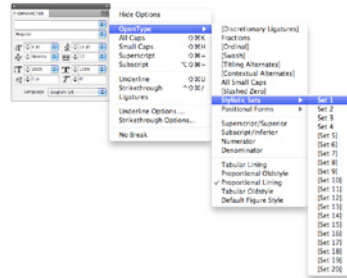 CHARACTER
Regular
Language: English: UK
Hide Options
OpenType
All Caps ⇧⌘K
Small Caps ⇧⌘H
Superscript ⇧⌘=
Subscript ⌥⇧⌘=
Underline ⇧⌘U
Strikethrough ^⇧⌘/
Ligatures
Underline Options...
Strikethrough Options...
No Break
[Discretionary Ligatures]
Fractions
[Ordinal]
[Swash]
[Titling Alternates]
[Contextual Alternates]
All Small Caps
[Slashed Zero]
Stylistic Sets
Positional Forms
Superscript/Superior
Subscript/Inferior
Numerator
Denominator
Tabular Lining
Proportional Oldstyle
✓ Proportional Lining
Tabular Oldstyle
Default Figure Style
Set 1
Set 2
Set 3
Set 4
[Set 5]
[Set 6]
[Set 7]
[Set 8]
[Set 9]
[Set 10]
[Set 11]
[Set 12]
[Set 13]
[Set 14]
[Set 15]
[Set 16]
[Set 17]
[Set 18]
[Set 19]
[Set 20]